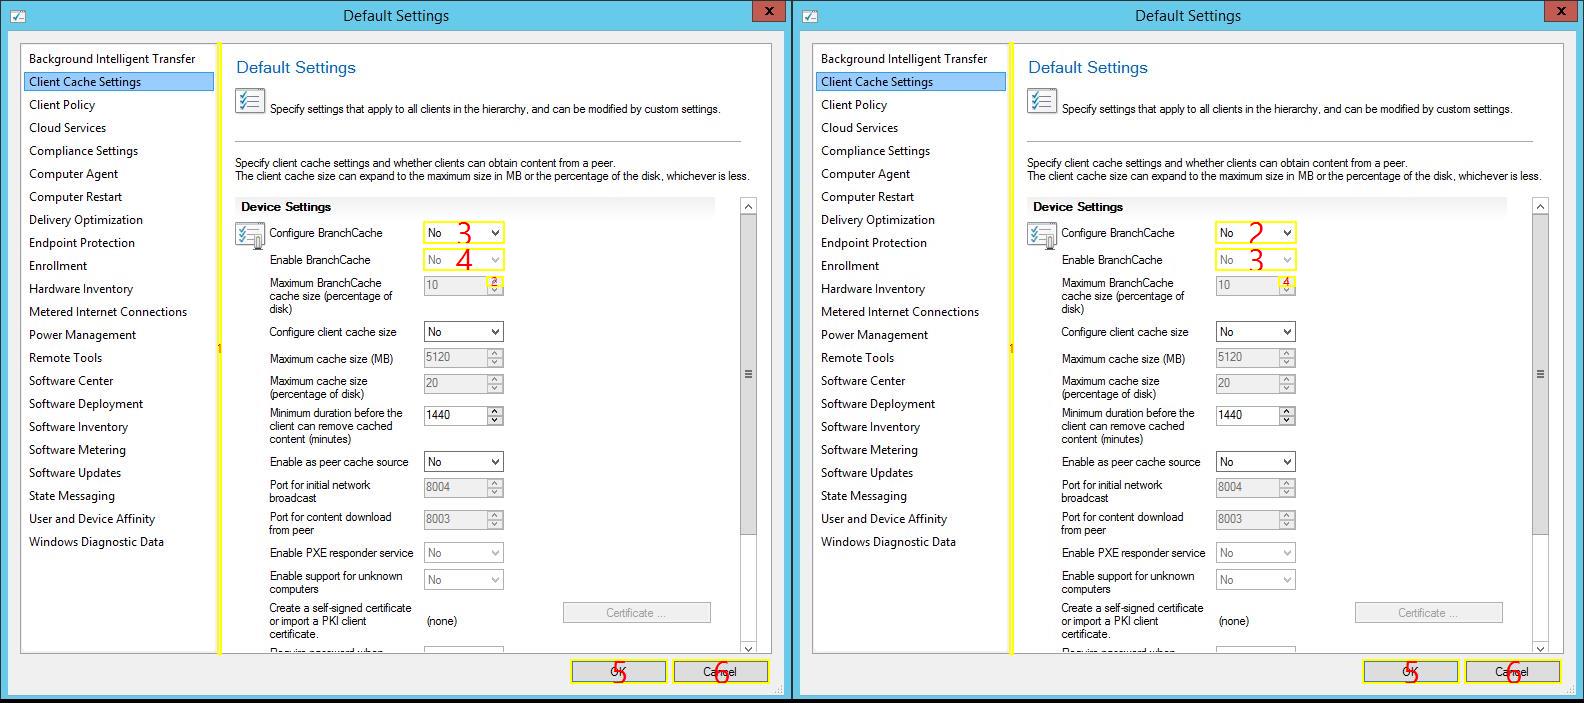 Default Settings
Background Intelligent Transfer
Client Cache Settings
Client Policy
Cloud Services
Compliance Settings
Computer Agent
Computer Restart
Delivery Optimization
Endpoint Protection
Enrollment
Hardware Inventory
Metered Internet Connections
Power Management
Remote Tools
Software Center
Software Deployment
Software Inventory
Software Metering
Software Updates
State Messaging
User and Device Affinity
Windows Diagnostic Data
1
Default Settings
Specify settings that apply to all clients in the hierarchy, and can be modified by custom settings.
Specify client cache settings and whether clients can obtain content from a peer.
The client cache size can expand to the maximum size in MB or the percentage of the disk, whichever is less.
Device Settings
Configure BranchCache No 3
Enable BranchCache No 4
Maximum BranchCache 10 2
cache size (percentage of
disk)
Configure client cache size No
Maximum cache size (MB) 5120
Maximum cache size 20
(percentage of disk)
Minimum duration before the 1440
client can remove cached
content (minutes)
Enable as peer cache source No
Port for initial network 8004
broadcast
Port for content download 8003
from peer
Enable PXE responder service No
Enable support for unknown No
computers
Create a self-signed certificate
or import a PKI client (none) Certificate ...
certificate.
Require password when
OK 5 Cancel 6
Default Settings
Background Intelligent Transfer
Client Cache Settings
Client Policy
Cloud Services
Compliance Settings
Computer Agent
Computer Restart
Delivery Optimization
Endpoint Protection
Enrollment
Hardware Inventory
Metered Internet Connections
Power Management
Remote Tools
Software Center
Software Deployment
Software Inventory
Software Metering
Software Updates
State Messaging
User and Device Affinity
Windows Diagnostic Data
1
Default Settings
Specify settings that apply to all clients in the hierarchy, and can be modified by custom settings.
Specify client cache settings and whether clients can obtain content from a peer.
The client cache size can expand to the maximum size in MB or the percentage of the disk, whichever is less.
Device Settings
Configure BranchCache No 2
Enable BranchCache No 3
Maximum BranchCache 10 4
cache size (percentage of
disk)
Configure client cache size No
Maximum cache size (MB) 5120
Maximum cache size 20
(percentage of disk)
Minimum duration before the 1440
client can remove cached
content (minutes)
Enable as peer cache source No
Port for initial network 8004
broadcast
Port for content download 8003
from peer
Enable PXE responder service No
Enable support for unknown No
computers
Create a self-signed certificate
or import a PKI client (none) Certificate ...
certificate.
Require password when
OK 5 Cancel 6